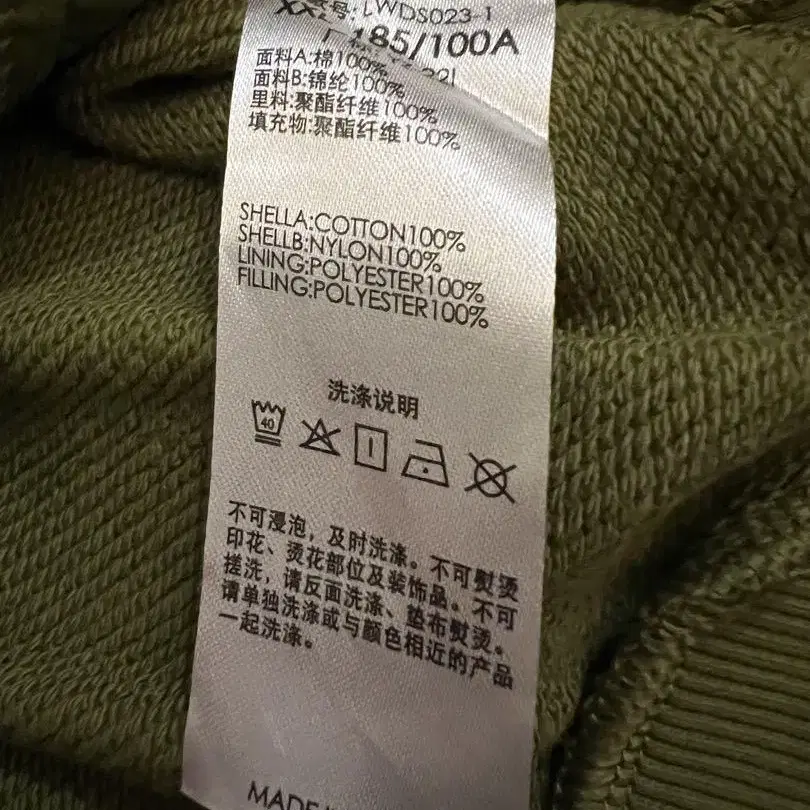 号: LWDS023-1
185/100A
面料A:棉100%
面料B:锦纶100%
里料:聚酯纤维100%
填充物:聚酯纤维100%
SHELLA:COTTON100%
SHELLB:NYLON100%
LINING:POLYESTER100%
FILLING:POLYESTER100%
洗涤说明
40
不可浸泡，及时洗涤。不可熨烫
印花、烫花部位及装饰品。不可
搓洗，请反面洗涤、垫布熨烫。
请单独洗涤或与颜色相近的产品
一起洗涤。
MADE